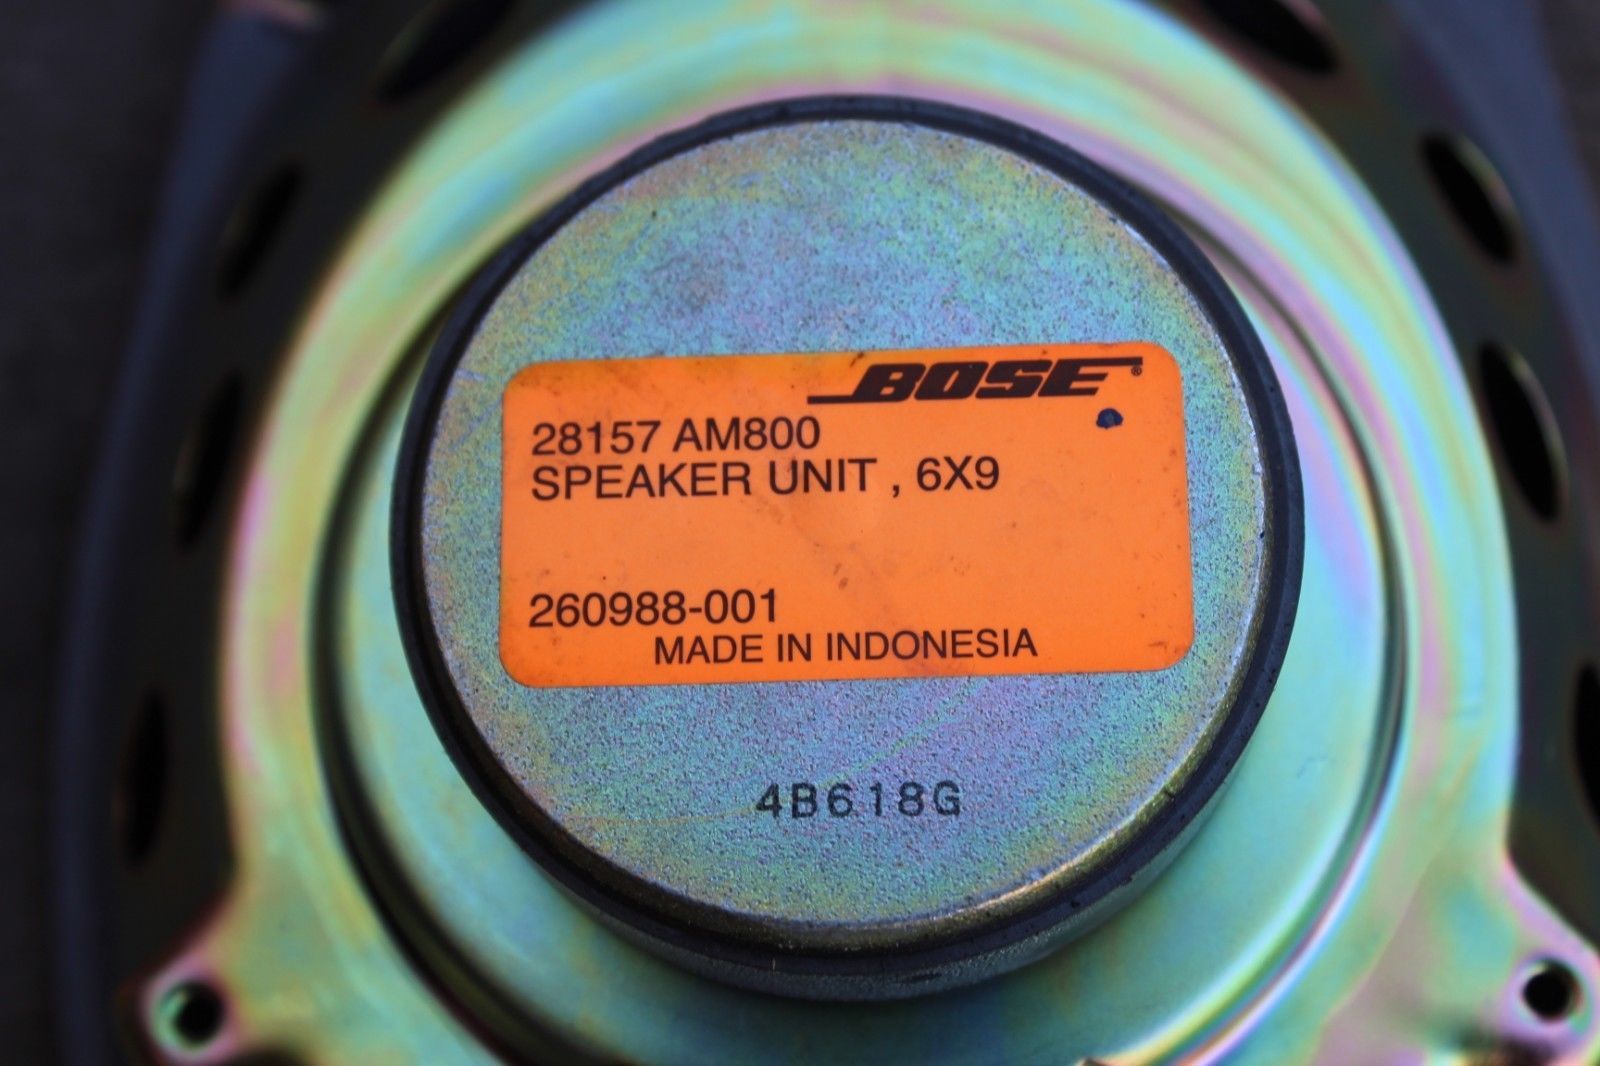 BOSE®
28157 AM800
SPEAKER UNIT , 6X9
260988-001
MADE IN INDONESIA
4B618G